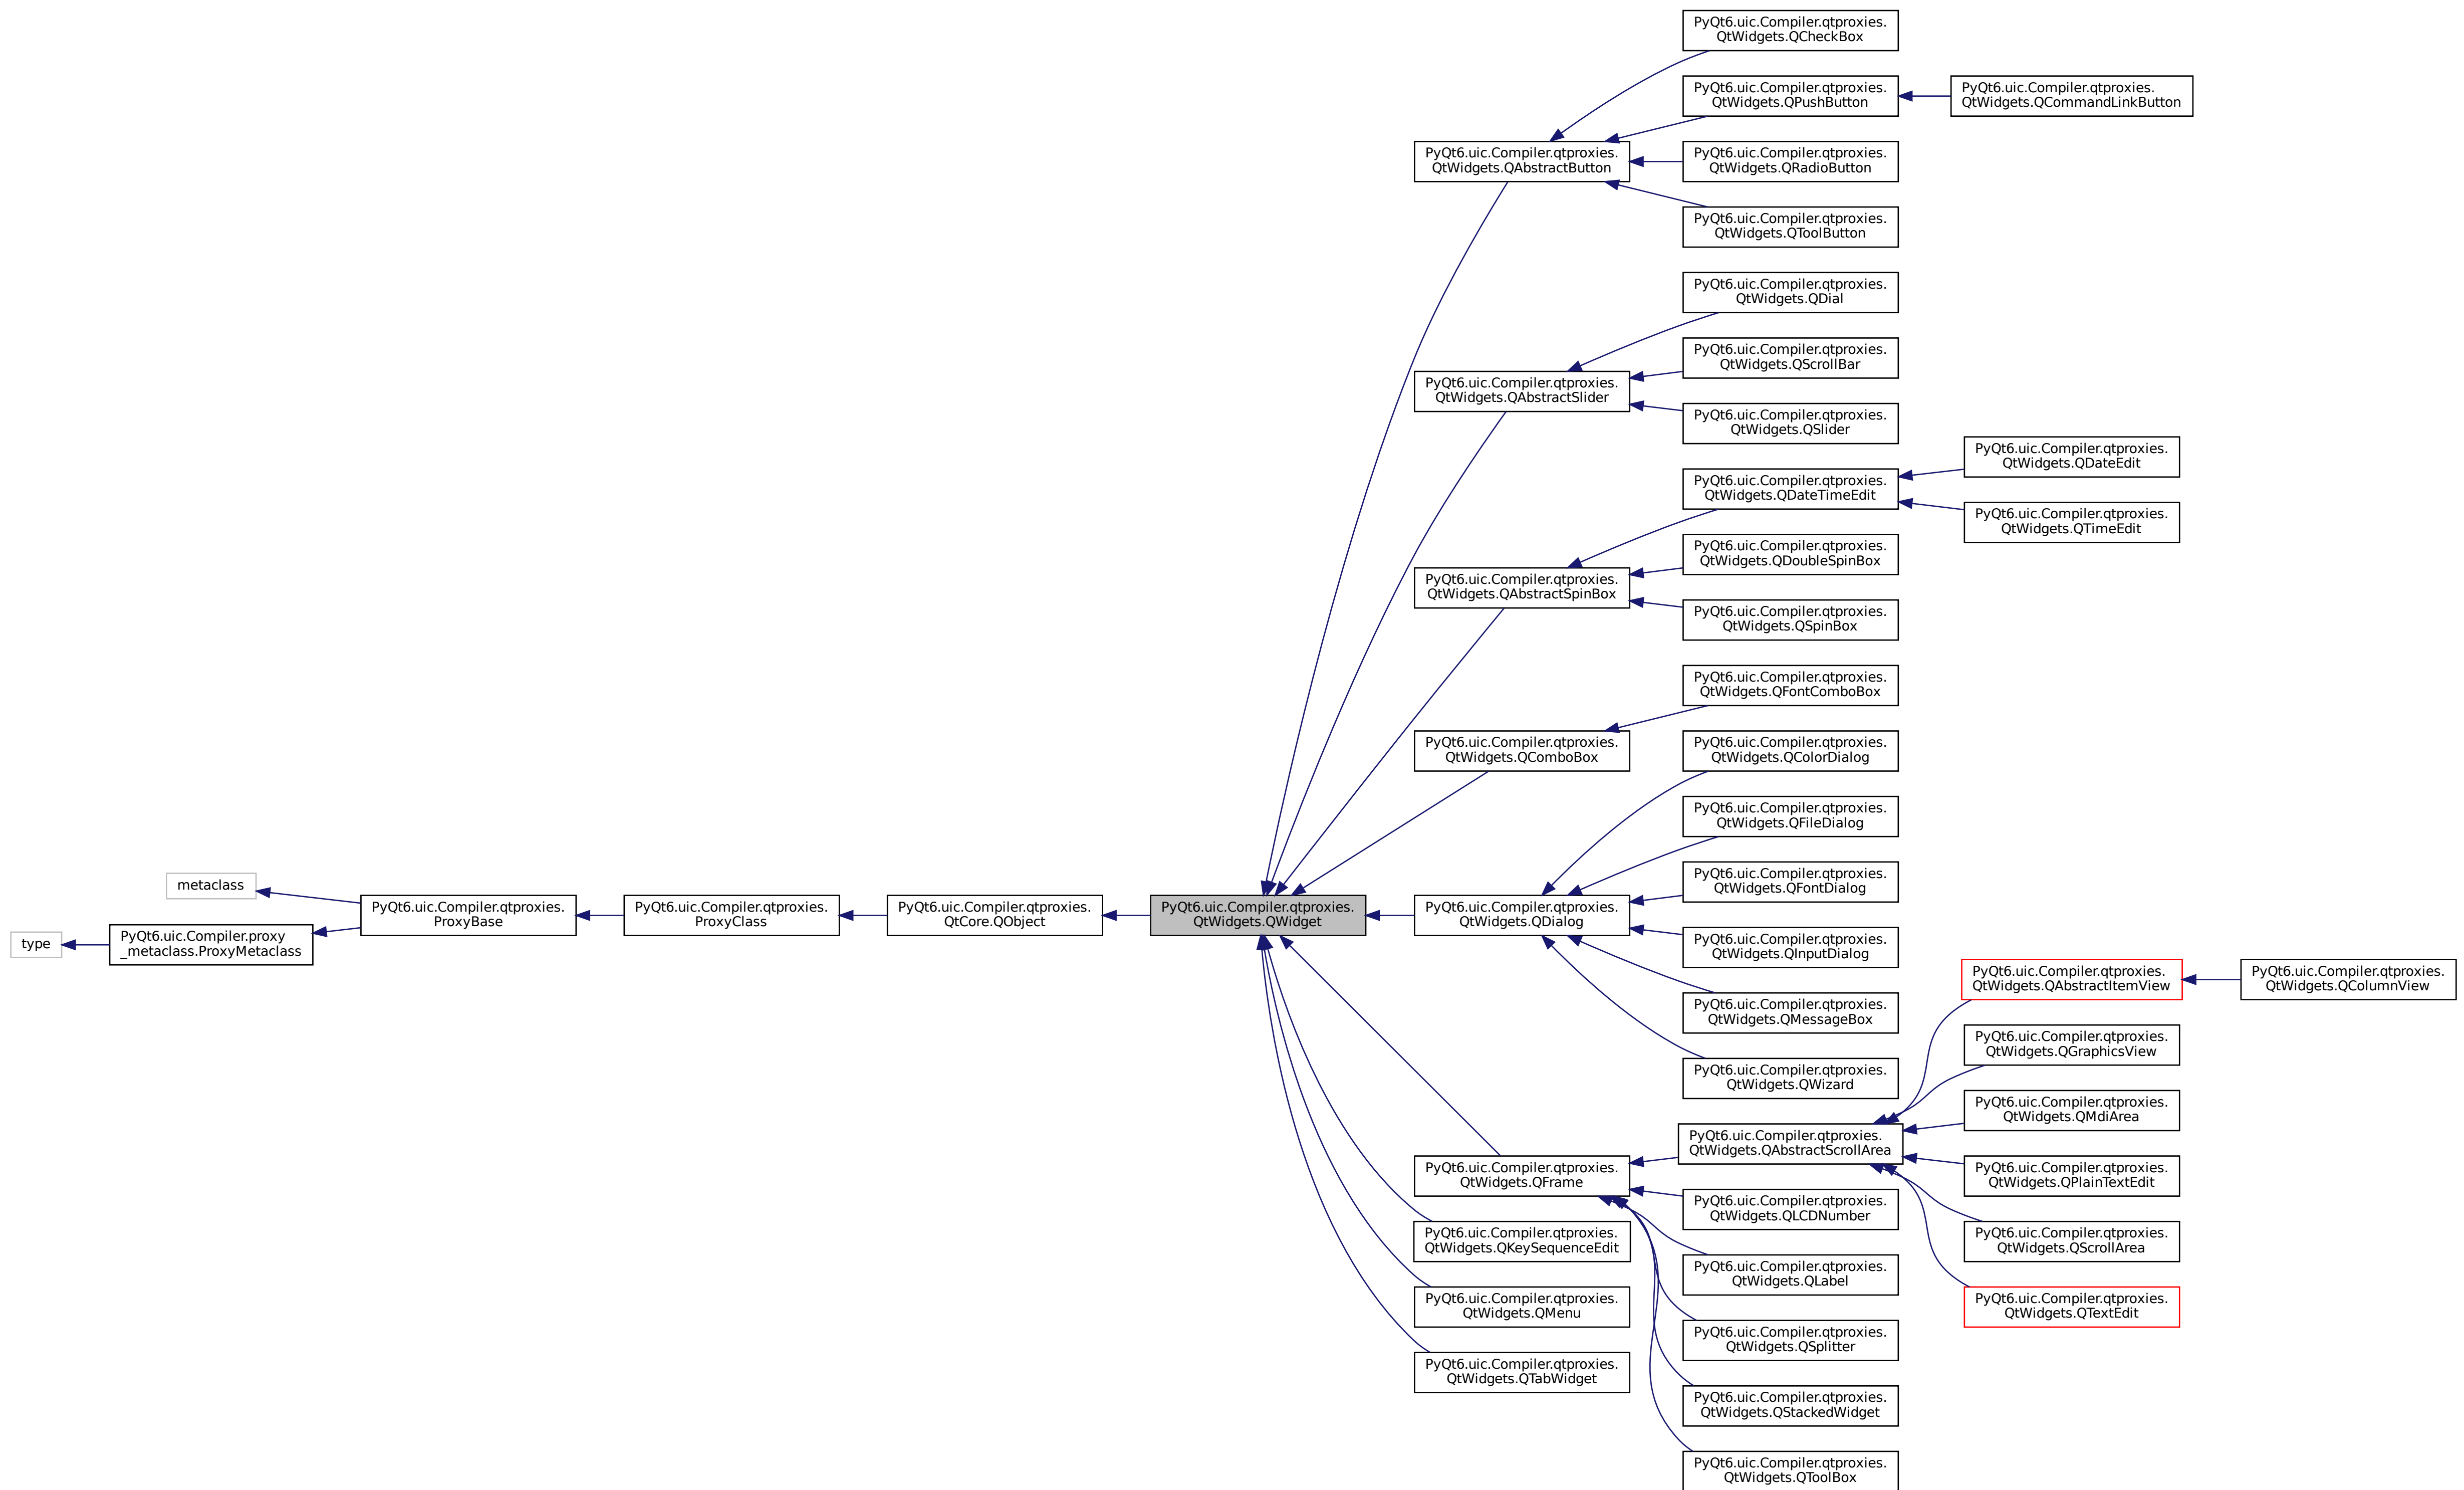 metaclass
type
PyQt6.uic.Compiler.proxy
_metaclass.ProxyMetaclass
PyQt6.uic.Compiler.qtproxies.
ProxyBase
PyQt6.uic.Compiler.qtproxies.
ProxyClass
PyQt6.uic.Compiler.qtproxies.
QtCore.QObject
PyQt6.uic.Compiler.qtproxies.
QtWidgets.QWidget
PyQt6.uic.Compiler.qtproxies.
QtWidgets.QAbstractButton
PyQt6.uic.Compiler.qtproxies.
QtWidgets.QAbstractSlider
PyQt6.uic.Compiler.qtproxies.
QtWidgets.QAbstractSpinBox
PyQt6.uic.Compiler.qtproxies.
QtWidgets.QComboBox
PyQt6.uic.Compiler.qtproxies.
QtWidgets.QDialog
PyQt6.uic.Compiler.qtproxies.
QtWidgets.QFrame
PyQt6.uic.Compiler.qtproxies.
QtWidgets.QKeySequenceEdit
PyQt6.uic.Compiler.qtproxies.
QtWidgets.QMenu
PyQt6.uic.Compiler.qtproxies.
QtWidgets.QTabWidget
PyQt6.uic.Compiler.qtproxies.
QtWidgets.QCheckBox
PyQt6.uic.Compiler.qtproxies.
QtWidgets.QPushButton
PyQt6.uic.Compiler.qtproxies.
QtWidgets.QRadioButton
PyQt6.uic.Compiler.qtproxies.
QtWidgets.QToolButton
PyQt6.uic.Compiler.qtproxies.
QtWidgets.QDial
PyQt6.uic.Compiler.qtproxies.
QtWidgets.QScrollBar
PyQt6.uic.Compiler.qtproxies.
QtWidgets.QSlider
PyQt6.uic.Compiler.qtproxies.
QtWidgets.QDateTimeEdit
PyQt6.uic.Compiler.qtproxies.
QtWidgets.QDoubleSpinBox
PyQt6.uic.Compiler.qtproxies.
QtWidgets.QSpinBox
PyQt6.uic.Compiler.qtproxies.
QtWidgets.QFontComboBox
PyQt6.uic.Compiler.qtproxies.
QtWidgets.QColorDialog
PyQt6.uic.Compiler.qtproxies.
QtWidgets.QFileDialog
PyQt6.uic.Compiler.qtproxies.
QtWidgets.QFontDialog
PyQt6.uic.Compiler.qtproxies.
QtWidgets.QInputDialog
PyQt6.uic.Compiler.qtproxies.
QtWidgets.QMessageBox
PyQt6.uic.Compiler.qtproxies.
QtWidgets.QWizard
PyQt6.uic.Compiler.qtproxies.
QtWidgets.QAbstractScrollArea
PyQt6.uic.Compiler.qtproxies.
QtWidgets.QLCDNumber
PyQt6.uic.Compiler.qtproxies.
QtWidgets.QLabel
PyQt6.uic.Compiler.qtproxies.
QtWidgets.QSplitter
PyQt6.uic.Compiler.qtproxies.
QtWidgets.QStackedWidget
PyQt6.uic.Compiler.qtproxies.
QtWidgets.QToolBox
PyQt6.uic.Compiler.qtproxies.
QtWidgets.QCommandLinkButton
PyQt6.uic.Compiler.qtproxies.
QtWidgets.QDateEdit
PyQt6.uic.Compiler.qtproxies.
QtWidgets.QTimeEdit
PyQt6.uic.Compiler.qtproxies.
QtWidgets.QAbstractItemView
PyQt6.uic.Compiler.qtproxies.
QtWidgets.QGraphicsView
PyQt6.uic.Compiler.qtproxies.
QtWidgets.QMdiArea
PyQt6.uic.Compiler.qtproxies.
QtWidgets.QPlainTextEdit
PyQt6.uic.Compiler.qtproxies.
QtWidgets.QScrollArea
PyQt6.uic.Compiler.qtproxies.
QtWidgets.QTextEdit
PyQt6.uic.Compiler.qtproxies.
QtWidgets.QColumnView